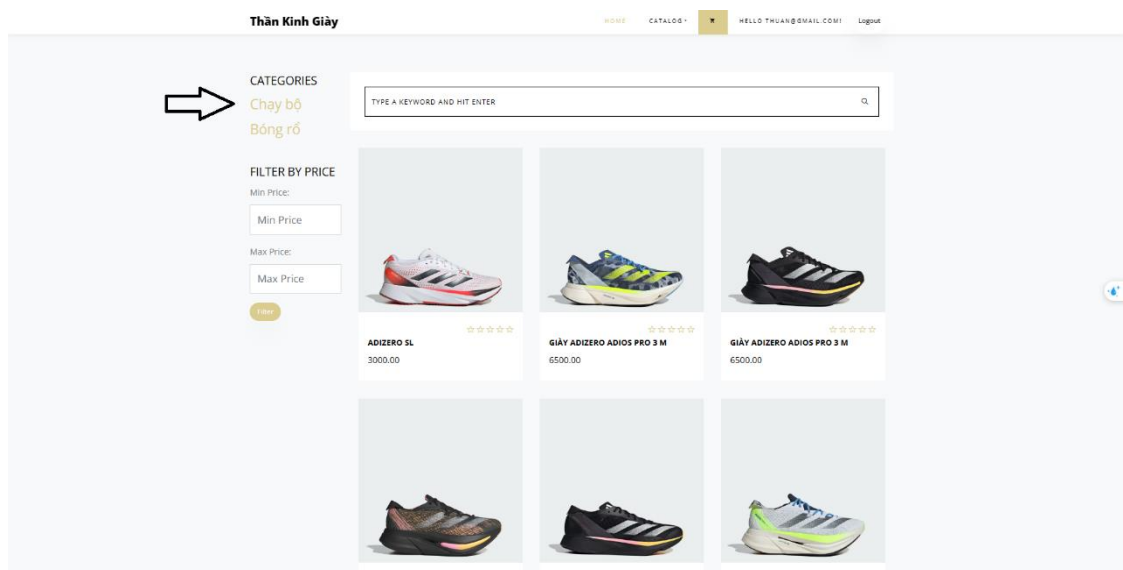 Thần Kinh Giày
HOME CATALOG HELLO THUAN@GMAIL.COM! Logout
CATEGORIES
Chạy bộ
Bóng rổ
TYPE A KEYWORD AND HIT ENTER
FILTER BY PRICE
Min Price:
Min Price
Max Price:
Max Price
Filter
ADIZERO SL
3000.00
GIÀY ADIZERO ADIOS PRO 3 M
6500.00
GIÀY ADIZERO ADIOS PRO 3 M
6500.00